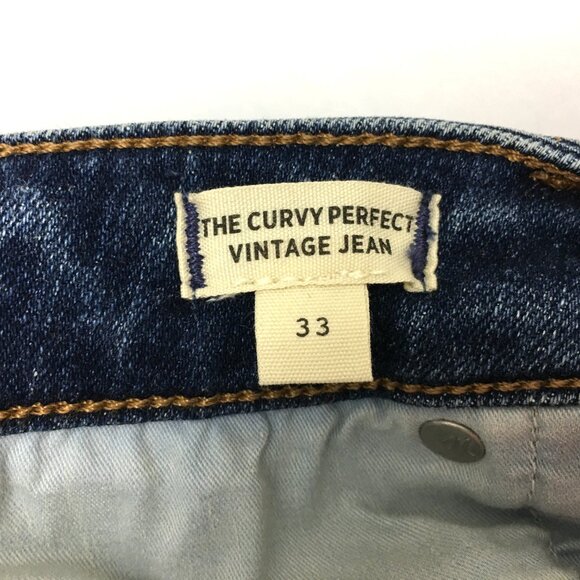 THE CURVY PERFECT
VINTAGE JEAN
33